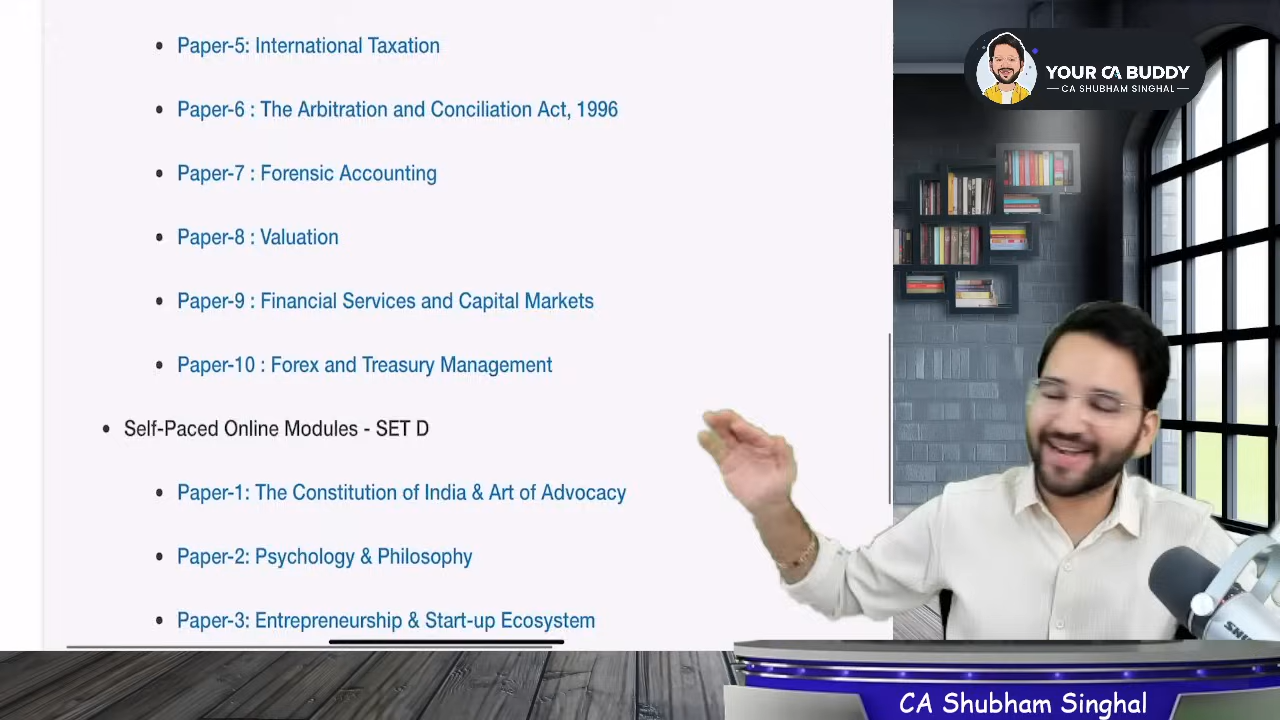 Paper-5: International Taxation
Paper-6 : The Arbitration and Conciliation Act, 1996
Paper-7 : Forensic Accounting
Paper-8 : Valuation
Paper-9 : Financial Services and Capital Markets
Paper-10 : Forex and Treasury Management
Self-Paced Online Modules - SET D
Paper-1: The Constitution of India & Art of Advocacy
Paper-2: Psychology & Philosophy
Paper-3: Entrepreneurship & Start-up Ecosystem
YOUR CA BUDDY
CA SHUBHAM SINGHAL
CA Shubham Singhal